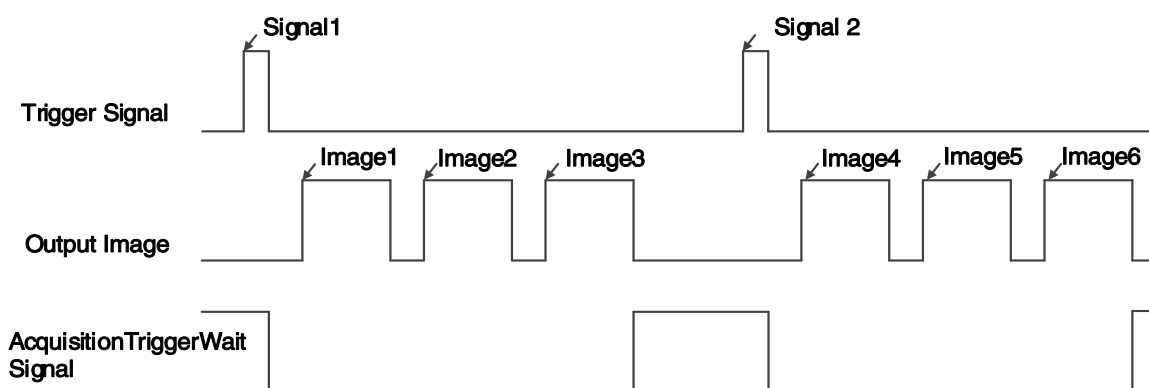 Signal1
Signal 2
Trigger Signal
Image1
Image2
Image3
Image4
Image5
Image6
Output Image
AcquisitionTriggerWait
Signal